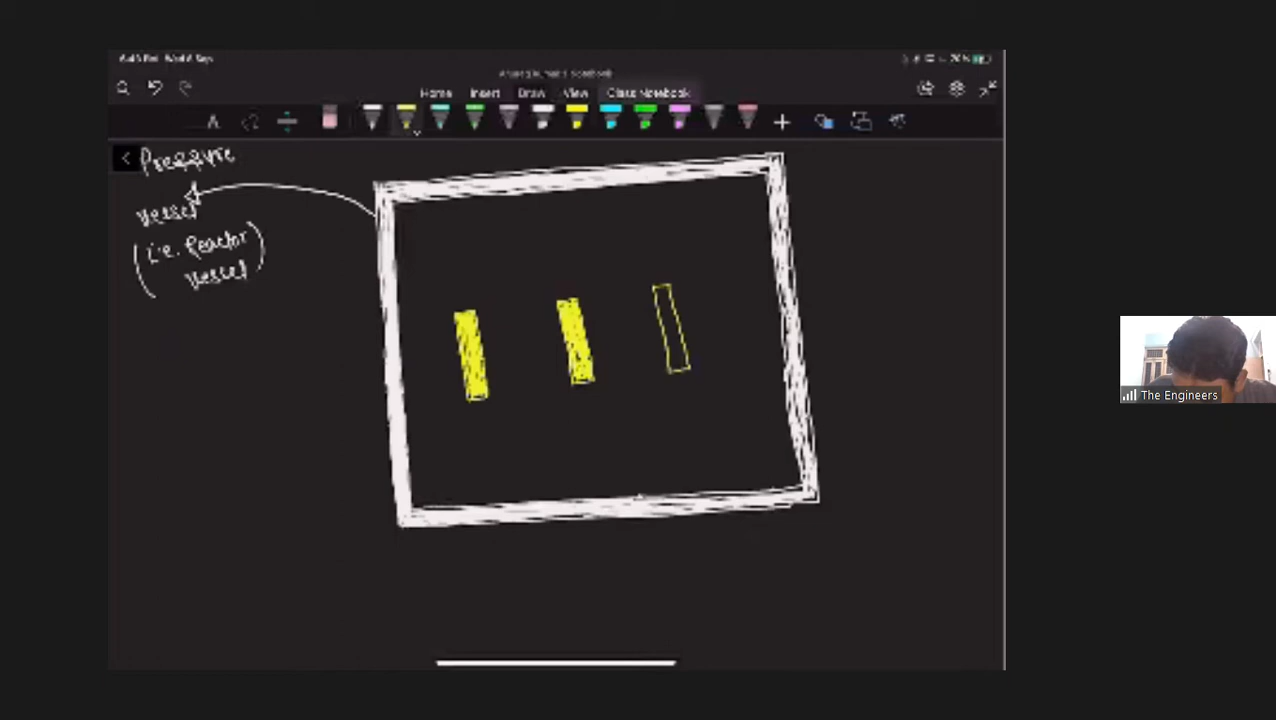 Home Insert Draw View Class Notebook
Pressure
vessel
(i.e. Reactor
vessel)
The Engineers